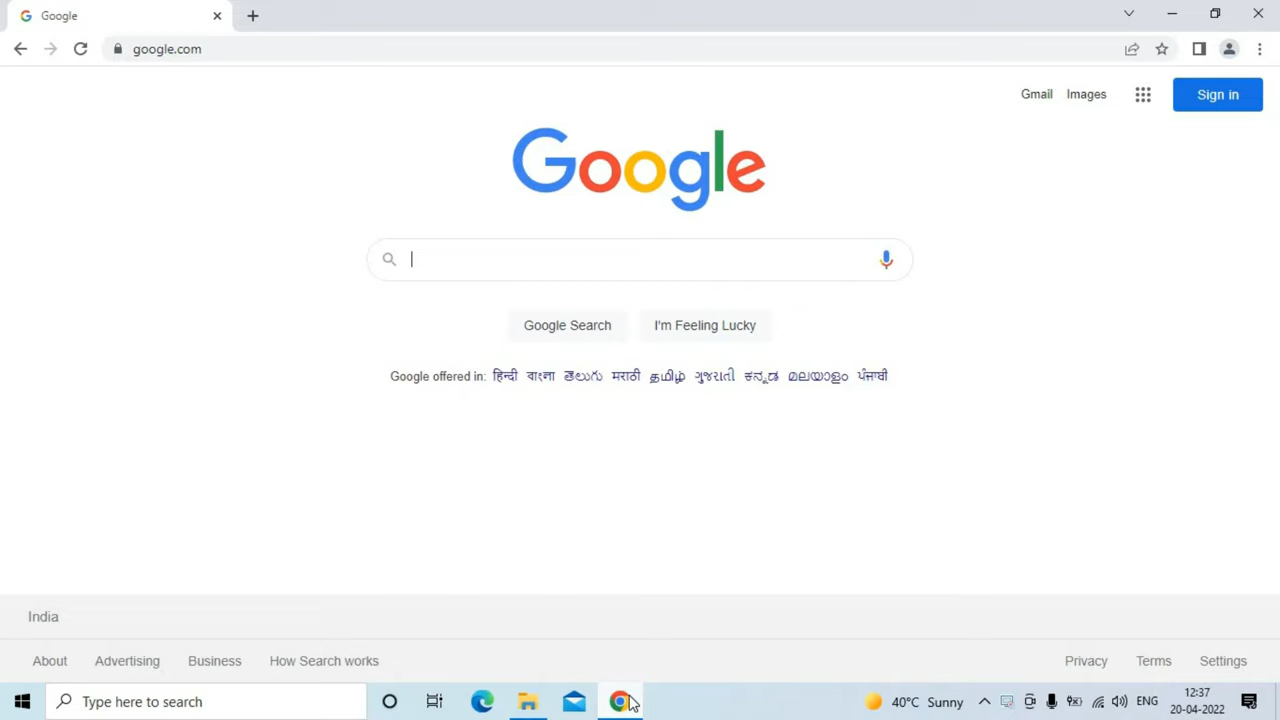 Google
google.com
Gmail Images Sign in
Google
Google Search I'm Feeling Lucky
Google offered in: हिन्दी বাংলা తెలుగు मराठी தமிழ் ગુજરાતી ಕನ್ನಡ മലയാളം ਪੰਜਾਬੀ
India
About Advertising Business How Search works Privacy Terms Settings
Type here to search 40°C Sunny ENG 12:37
20-04-2022